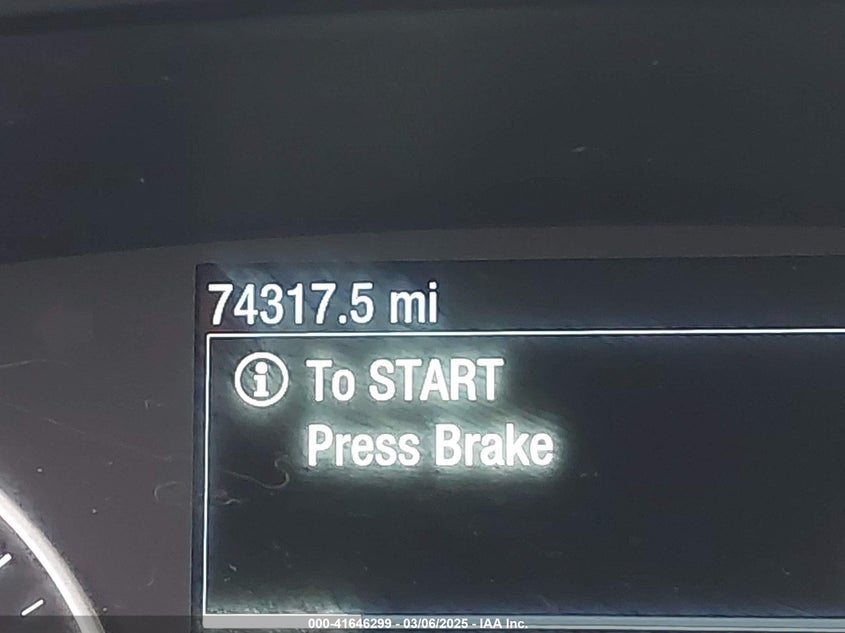 74317.5 mi
i To START
Press Brake
000-41646299 - 03/06/2025 - IAA Inc.